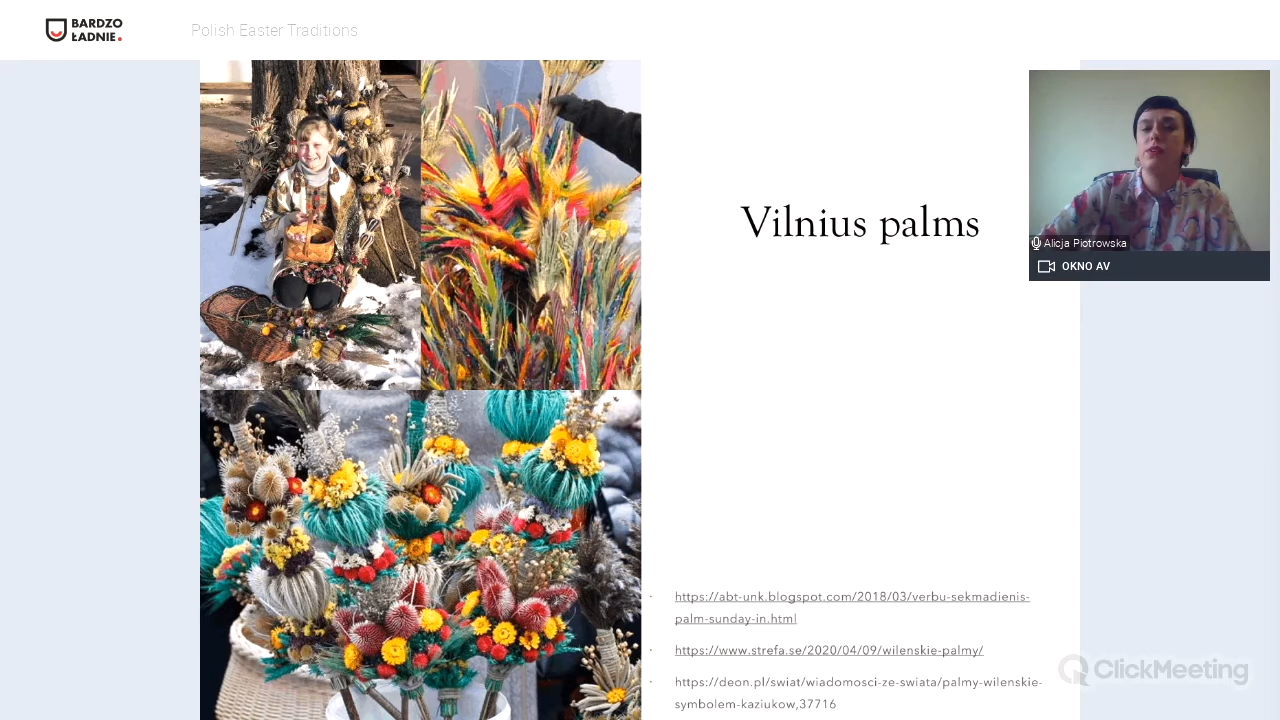 BARDZO
ŁADNIE.
Polish Easter Traditions
Vilnius palms
Alicja Piotrowska
OKNO AV
https://abt-unk.blogspot.com/2018/03/verbu-sekmadienis-
palm-sunday-in.html
https://www.strefa.se/2020/04/09/wilenskie-palmy/
https://deon.pl/swiat/wiadomosci-ze-swiata/palmy-wilenskie-
symbolem-kaziukow,37716
ClickMeeting